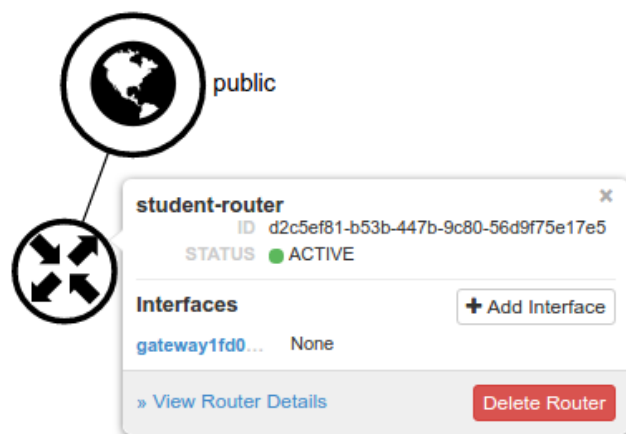 public
student-router
ID d2c5ef81-b53b-447b-9c80-56d9f75e17e5
STATUS ACTIVE
Interfaces
+ Add Interface
gateway1fd0... None
» View Router Details
Delete Router